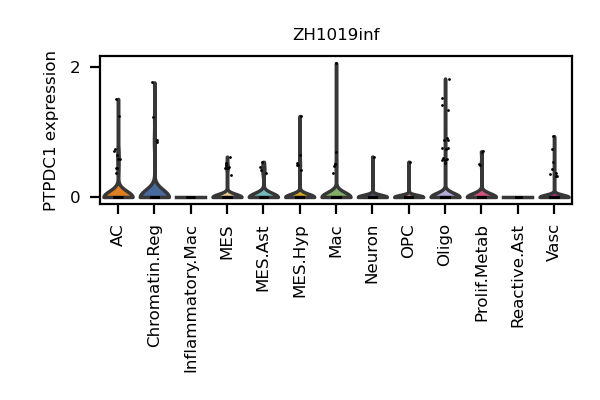 ZH1019inf
PTPDC1 expression
2
0
AC
Chromatin.Reg
Inflammatory.Mac
MES
MES.Ast
MES.Hyp
Mac
Neuron
OPC
Oligo
Prolif.Metab
Reactive.Ast
Vasc